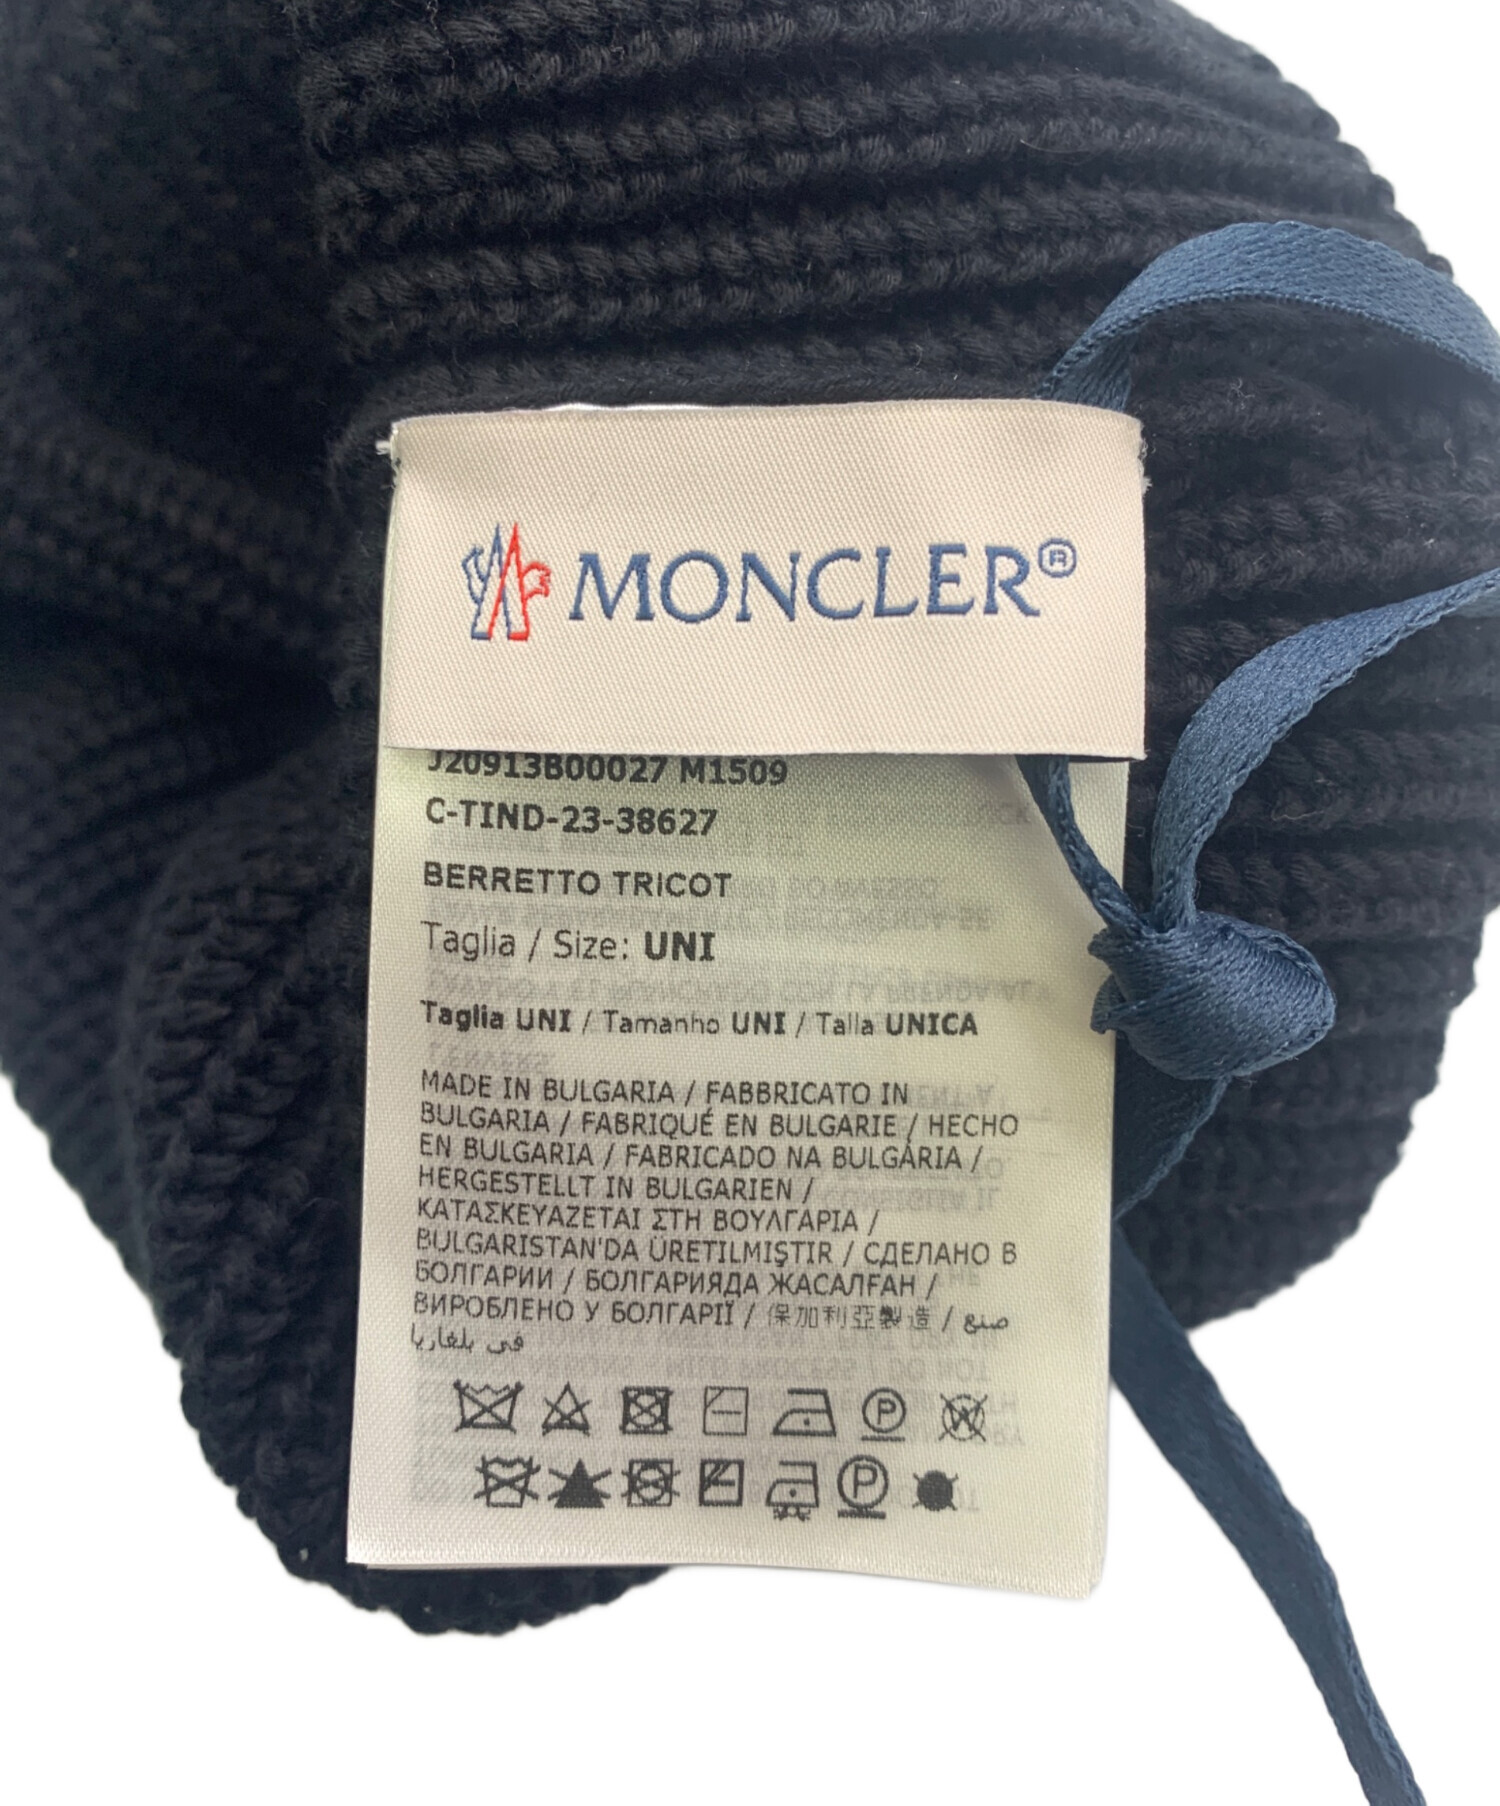 MONCLER®
J20913B00027 M1509
C-TIND-23-38627
BERRETTO TRICOT
Taglia / Size: UNI
Taglia UNI / Tamanho UNI / Talla UNICA
MADE IN BULGARIA / FABBRICATO IN
BULGARIA / FABRIQUÉ EN BULGARIE / HECHO
EN BULGARIA / FABRICADO NA BULGÁRIA /
HERGESTELLT IN BULGARIEN /
ΚΑΤΑΣΚΕΥΑΖΕΤΑΙ ΣΤΗ ΒΟΥΛΓΑΡΙΑ /
BULGARISTAN'DA ÜRETILMIŞTIR / СДЕЛАНО В
БОЛГАРИИ / БОЛГАРИЯДА ЖАСАЛҒАН /
ВИРОБЛЕНО У БОЛГАРІЇ / 保加利亞製造 / صنع
في بلغاريا
P W
P